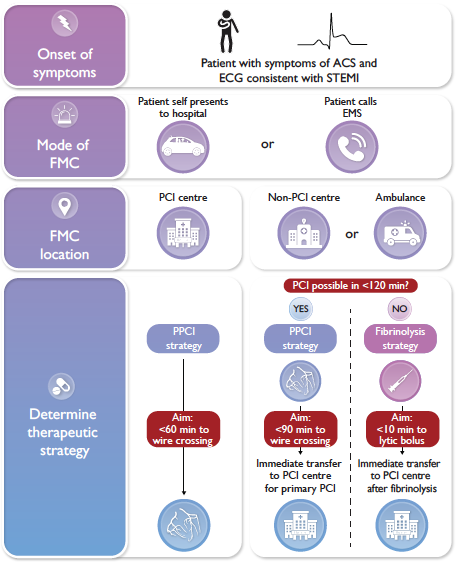 Onset of
symptoms
Patient with symptoms of ACS and
ECG consistent with STEMI
Mode of
FMC
Patient self presents
to hospital
or
Patient calls
EMS
FMC
location
PCI centre
Non-PCI centre
or
Ambulance
Determine
therapeutic
strategy
PPCI
strategy
Aim:
<60 min to
wire crossing
PCI possible in <120 min?
YES
NO
PPCI
strategy
Fibrinolysis
strategy
Aim:
<90 min to
wire crossing
Aim:
<10 min to
lytic bolus
Immediate transfer
to PCI centre
for primary PCI
Immediate transfer
to PCI centre
after fibrinolysis